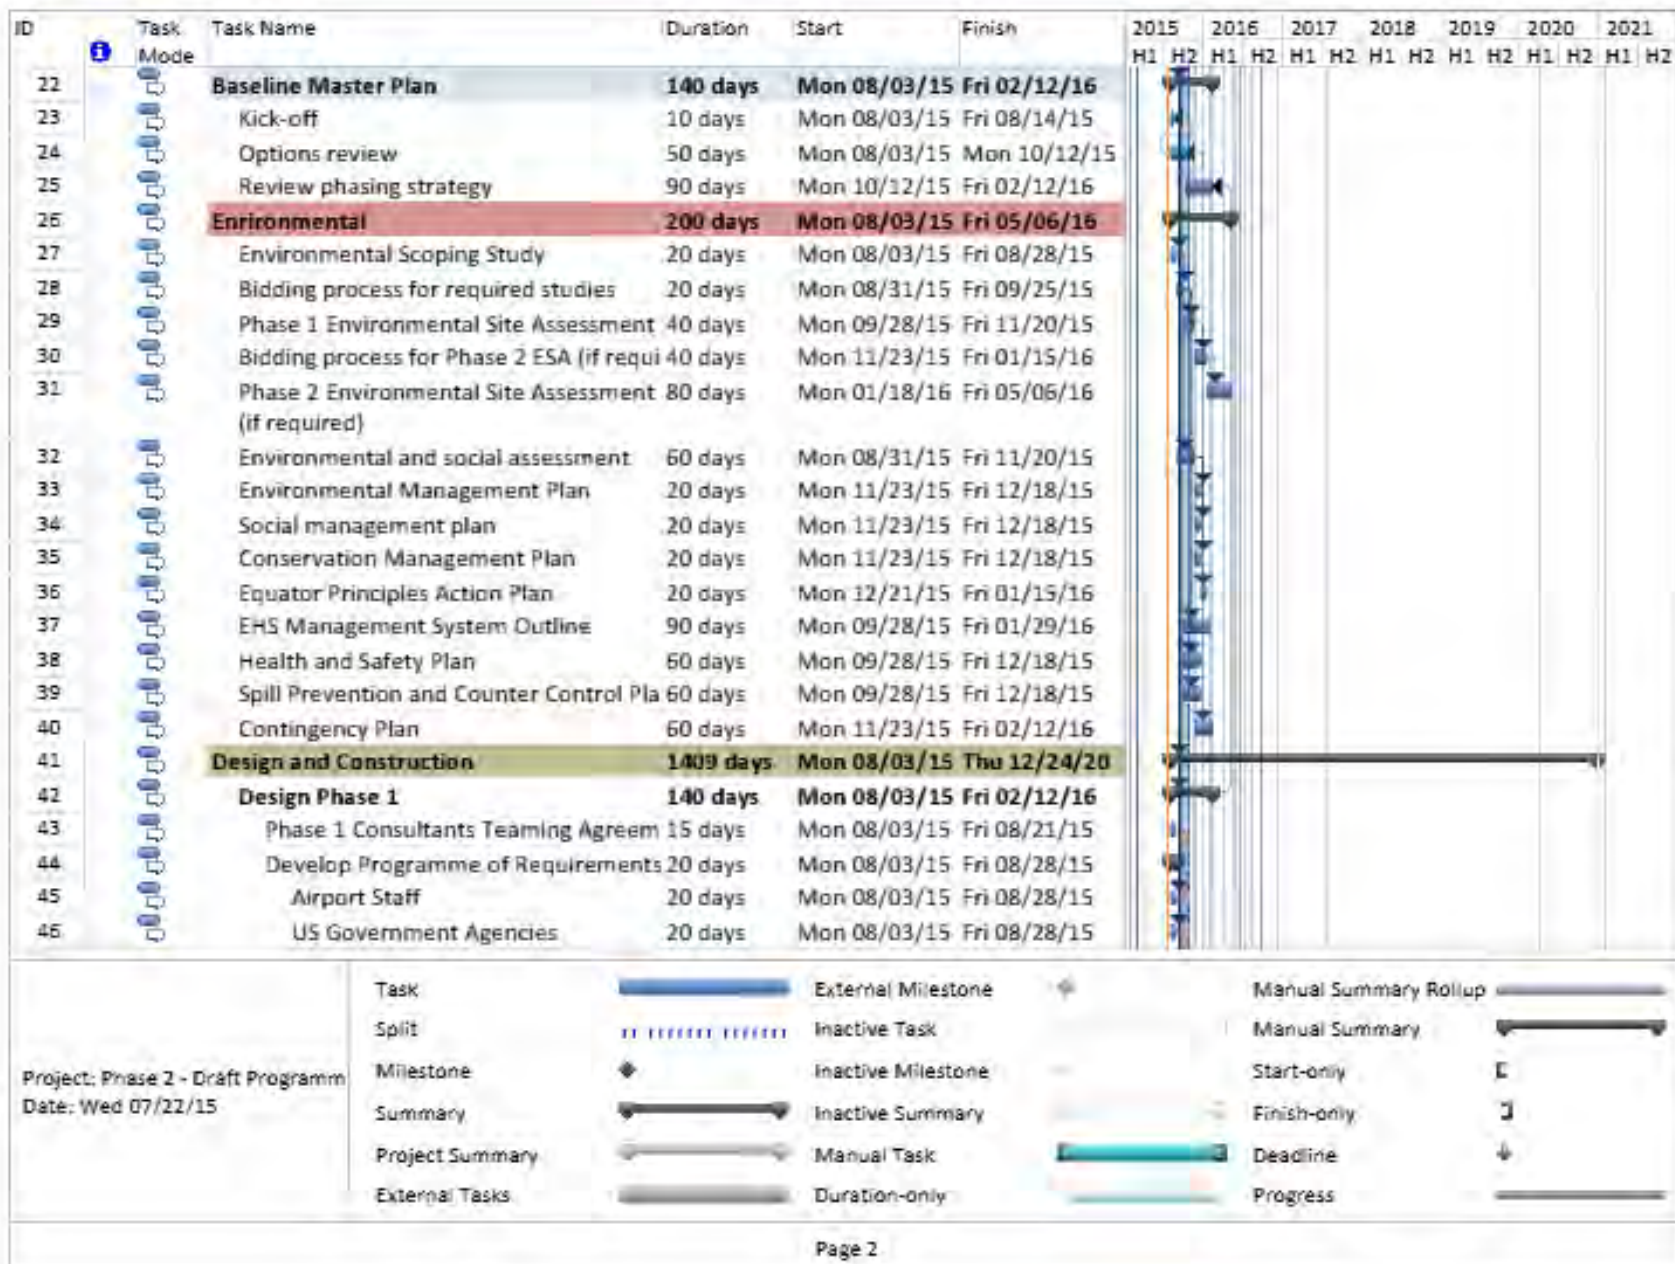 ID Task Task Name Duration Start Finish 2015 2016 2017 2018 2019 2020 2021
Mode H1 H2 H1 H2 H1 H2 H1 H2 H1 H2 H1 H2 H1 H2
22 Baseline Master Plan 140 days Mon 08/03/15 Fri 02/12/16
23 Kick-off 10 days Mon 08/03/15 Fri 08/14/15
24 Options review 50 days Mon 08/03/15 Mon 10/12/15
25 Review phasing strategy 90 days Mon 10/12/15 Fri 02/12/16
26 Enrironmental 200 days Mon 08/03/15 Fri 05/06/16
27 Environmental Scoping Study 20 days Mon 08/03/15 Fri 08/28/15
28 Bidding process for required studies 20 days Mon 08/31/15 Fri 09/25/15
29 Phase 1 Environmental Site Assessment 40 days Mon 09/28/15 Fri 11/20/15
30 Bidding process for Phase 2 ESA (if requi 40 days Mon 11/23/15 Fri 01/15/16
31 Phase 2 Environmental Site Assessment 80 days Mon 01/18/16 Fri 05/06/16
(if required)
32 Environmental and social assessment 60 days Mon 08/31/15 Fri 11/20/15
33 Environmental Management Plan 20 days Mon 11/23/15 Fri 12/18/15
34 Social management plan 20 days Mon 11/23/15 Fri 12/18/15
35 Conservation Management Plan 20 days Mon 11/23/15 Fri 12/18/15
36 Equator Principles Action Plan 20 days Mon 12/21/15 Fri 01/15/16
37 EHS Management System Outline 90 days Mon 09/28/15 Fri 01/29/16
38 Health and Safety Plan 60 days Mon 09/28/15 Fri 12/18/15
39 Spill Prevention and Counter Control Pla 60 days Mon 09/28/15 Fri 12/18/15
40 Contingency Plan 60 days Mon 11/23/15 Fri 02/12/16
41 Design and Construction 1409 days Mon 08/03/15 Thu 12/24/20
42 Design Phase 1 140 days Mon 08/03/15 Fri 02/12/16
43 Phase 1 Consultants Teaming Agreem 15 days Mon 08/03/15 Fri 08/21/15
44 Develop Programme of Requirements 20 days Mon 08/03/15 Fri 08/28/15
45 Airport Staff 20 days Mon 08/03/15 Fri 08/28/15
46 US Government Agencies 20 days Mon 08/03/15 Fri 08/28/15
Project: Phase 2 - Draft Programm
Date: Wed 07/22/15
Task External Milestone Manual Summary Rollup
Split Inactive Task Manual Summary
Milestone Inactive Milestone Start-only
Summary Inactive Summary Finish-only
Project Summary Manual Task Deadline
External Tasks Duration-only Progress
Page 2